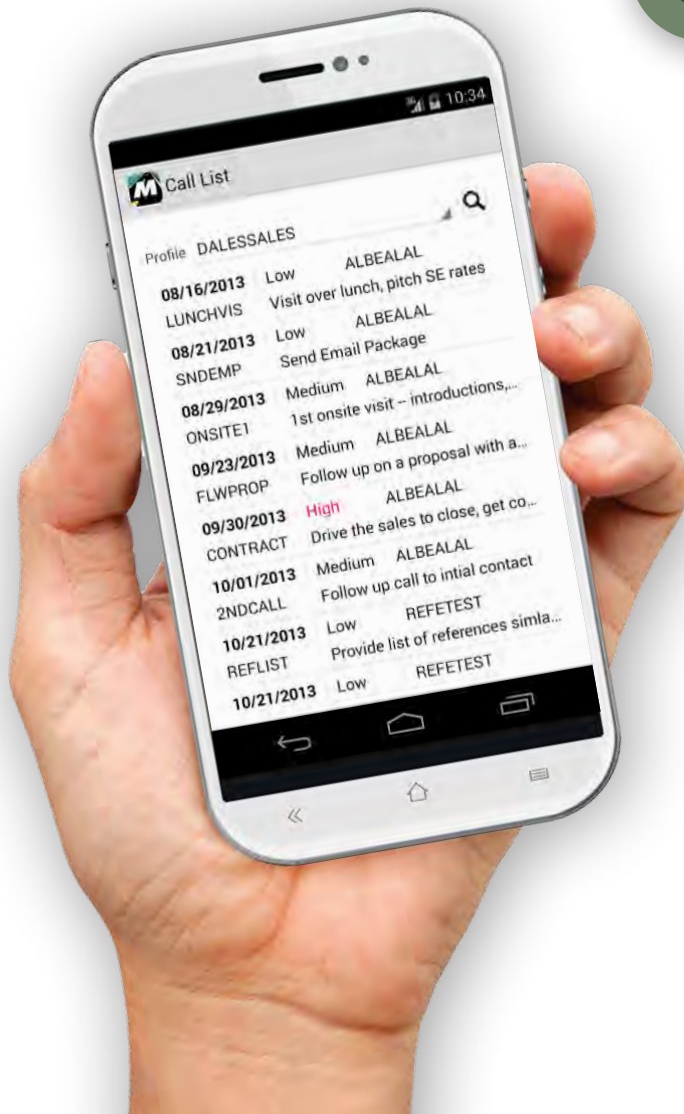 3G 10:34
M Call List
Profile DALESSALES
08/16/2013 Low ALBEALAL
LUNCHVIS Visit over lunch, pitch SE rates
08/21/2013 Low ALBEALAL
SNDEMP Send Email Package
08/29/2013 Medium ALBEALAL
ONSITE1 1st onsite visit -- introductions,...
09/23/2013 Medium ALBEALAL
FLWPROP Follow up on a proposal with a...
09/30/2013 High ALBEALAL
CONTRACT Drive the sales to close, get co...
10/01/2013 Medium ALBEALAL
2NDCALL Follow up call to intial contact
10/21/2013 Low REFETEST
REFLIST Provide list of references simla...
10/21/2013 Low REFETEST